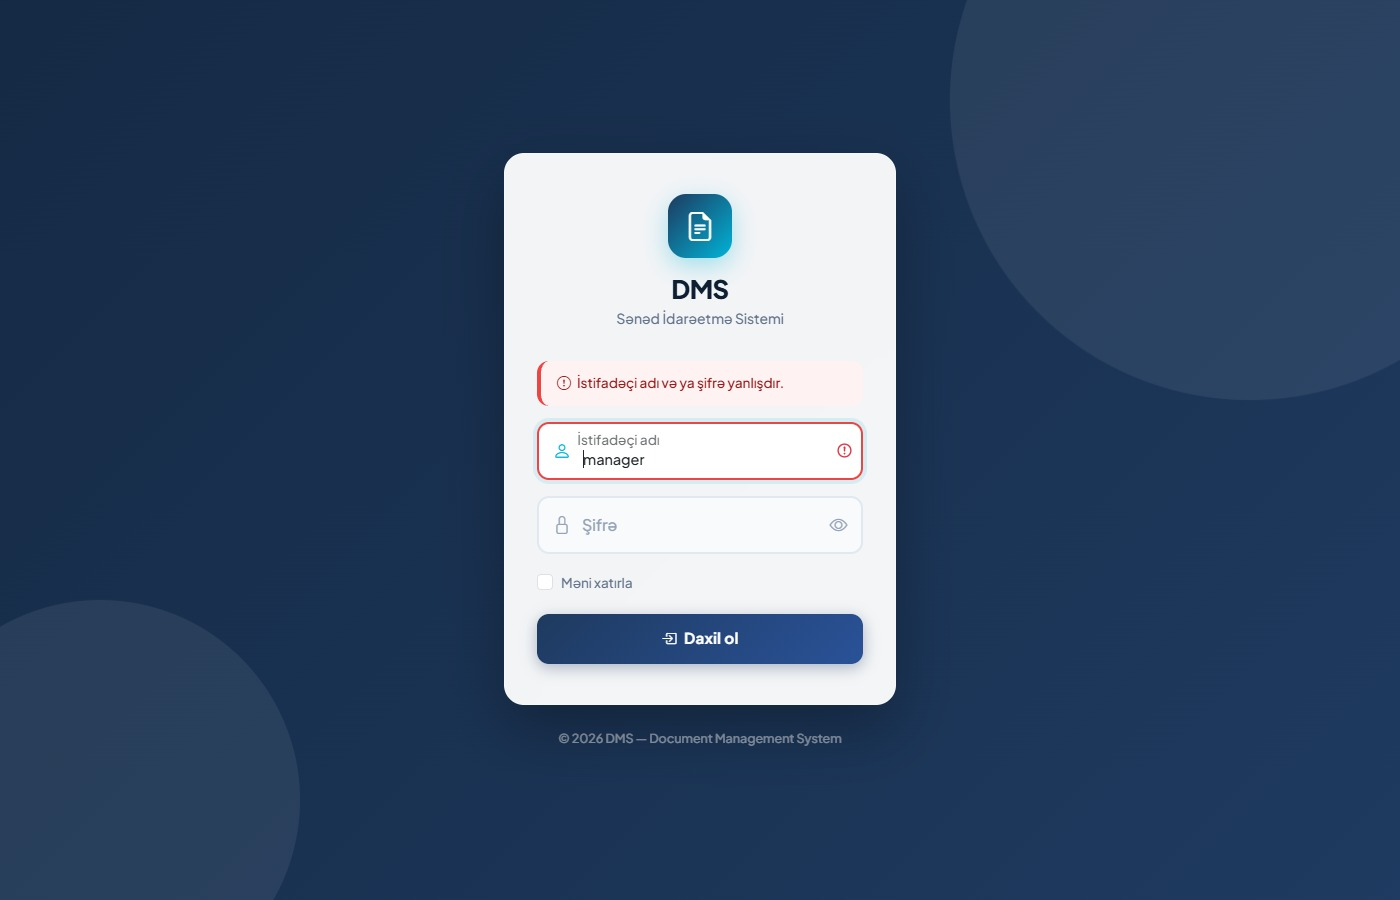 DMS
Sənəd İdarəetmə Sistemi
İstifadəçi adı və ya şifrə yanlışdır.
İstifadəçi adı
manager
Şifrə
Məni xatırla
Daxil ol
© 2026 DMS — Document Management System